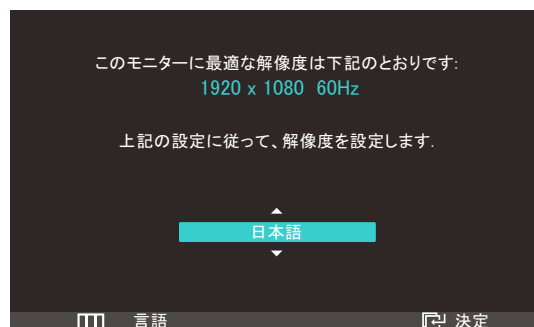 このモニターに最適な解像度は下記のとおりです:
1920 x 1080 60Hz
上記の設定に従って、解像度を設定します.
日本語
言語 決定